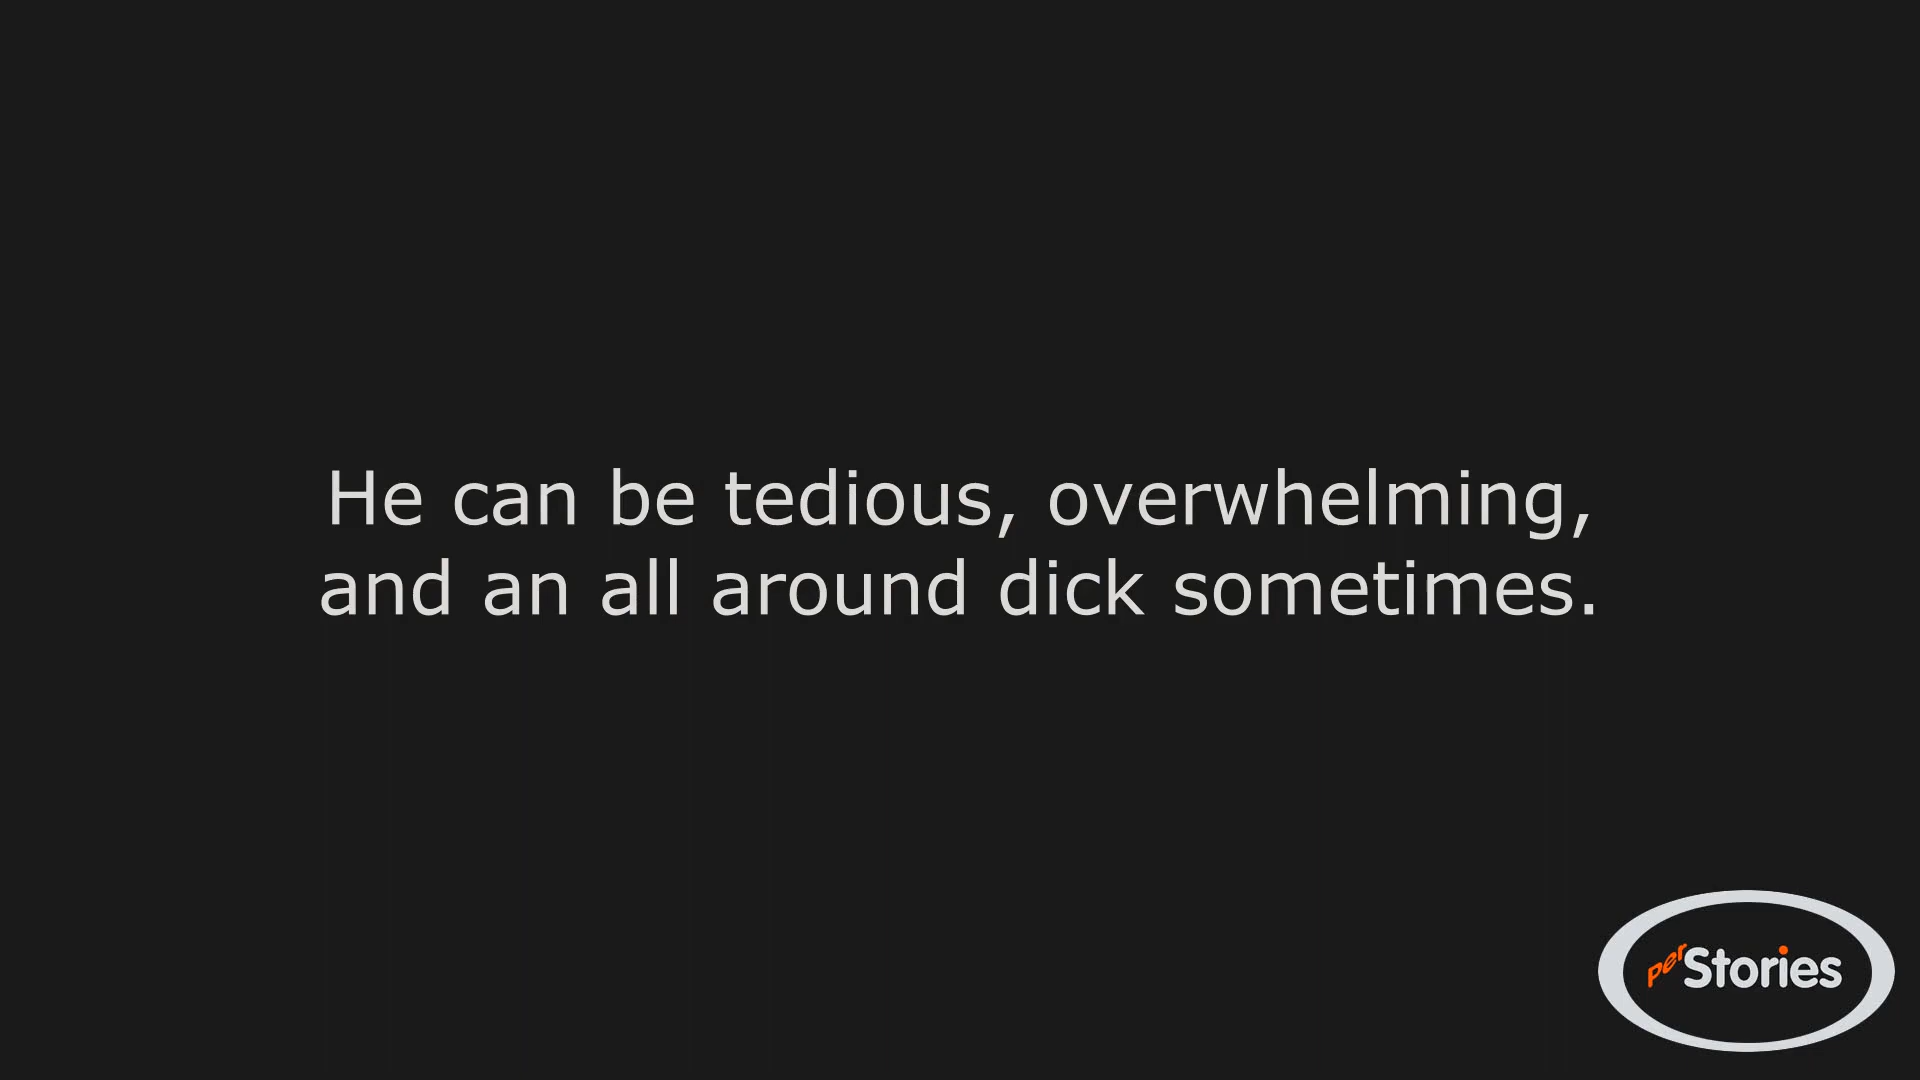 He can be tedious, overwhelming,
and an all around dick sometimes.
perStories